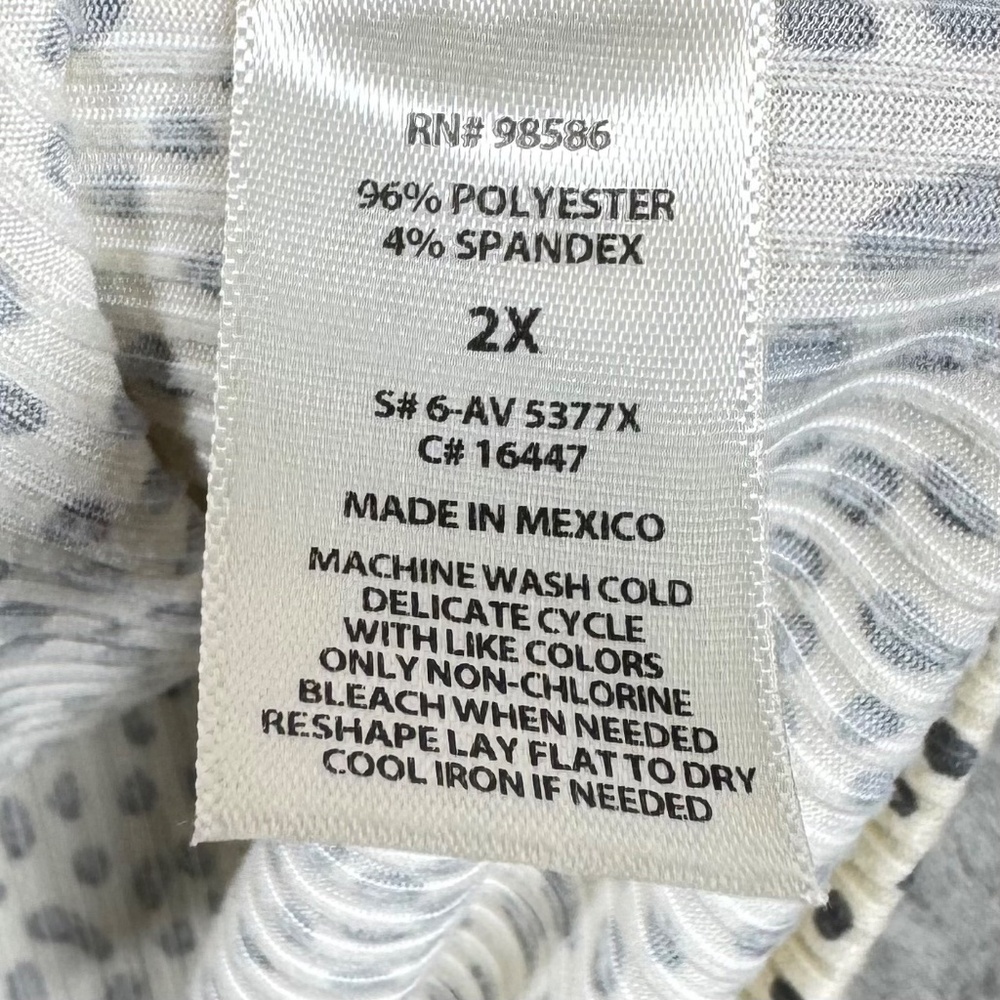 RN# 98586
96% POLYESTER
4% SPANDEX
2X
S# 6-AV 5377X
C# 16447
MADE IN MEXICO
MACHINE WASH COLD
DELICATE CYCLE
WITH LIKE COLORS
ONLY NON-CHLORINE
BLEACH WHEN NEEDED
RESHAPE LAY FLAT TO DRY
COOL IRON IF NEEDED